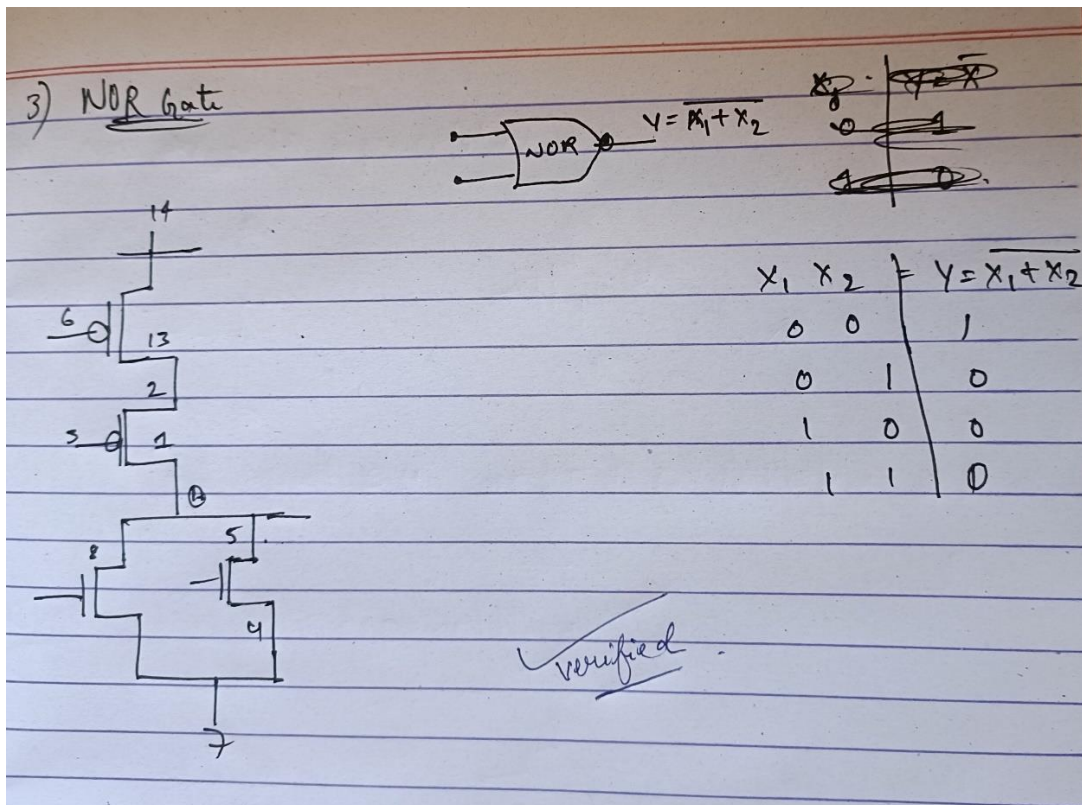 3) NOR Gate
NOR
Y = X₁ + X₂
14
6
13
2
3
1
8
5
4
7
X₁ X₂ = Y = X₁ + X₂
0 0 1
0 1 0
1 0 0
1 1 0
verified